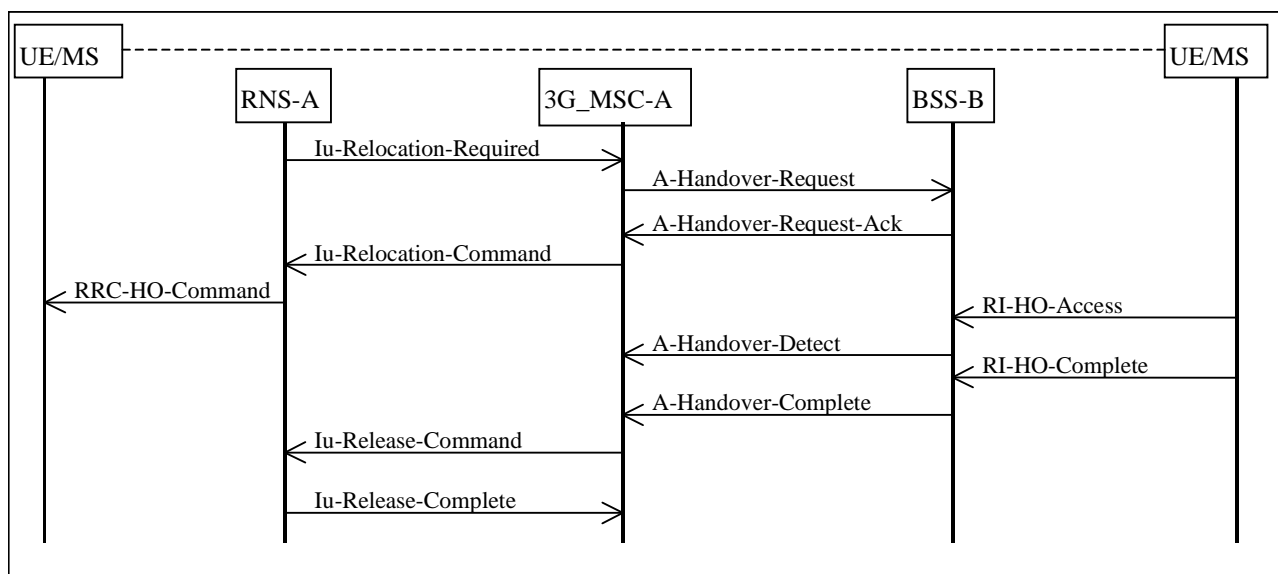 UE/MS
UE/MS
RNS-A
3G_MSC-A
BSS-B
Iu-Relocation-Required
A-Handover-Request
A-Handover-Request-Ack
Iu-Relocation-Command
RRC-HO-Command
RI-HO-Access
A-Handover-Detect
RI-HO-Complete
A-Handover-Complete
Iu-Release-Command
Iu-Release-Complete